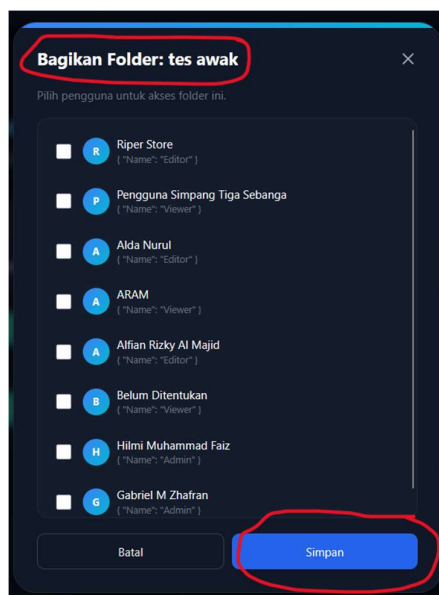 Bagikan Folder: tes awak
Pilih pengguna untuk akses folder ini.
R
Riper Store
{ "Name": "Editor" }
P
Pengguna Simpang Tiga Sebanga
{ "Name": "Viewer" }
A
Alda Nurul
{ "Name": "Editor" }
A
ARAM
{ "Name": "Viewer" }
A
Alfian Rizky Al Majid
{ "Name": "Editor" }
B
Belum Ditentukan
{ "Name": "Viewer" }
H
Hilmi Muhammad Faiz
{ "Name": "Admin" }
G
Gabriel M Zhafran
{ "Name": "Admin" }
Batal
Simpan